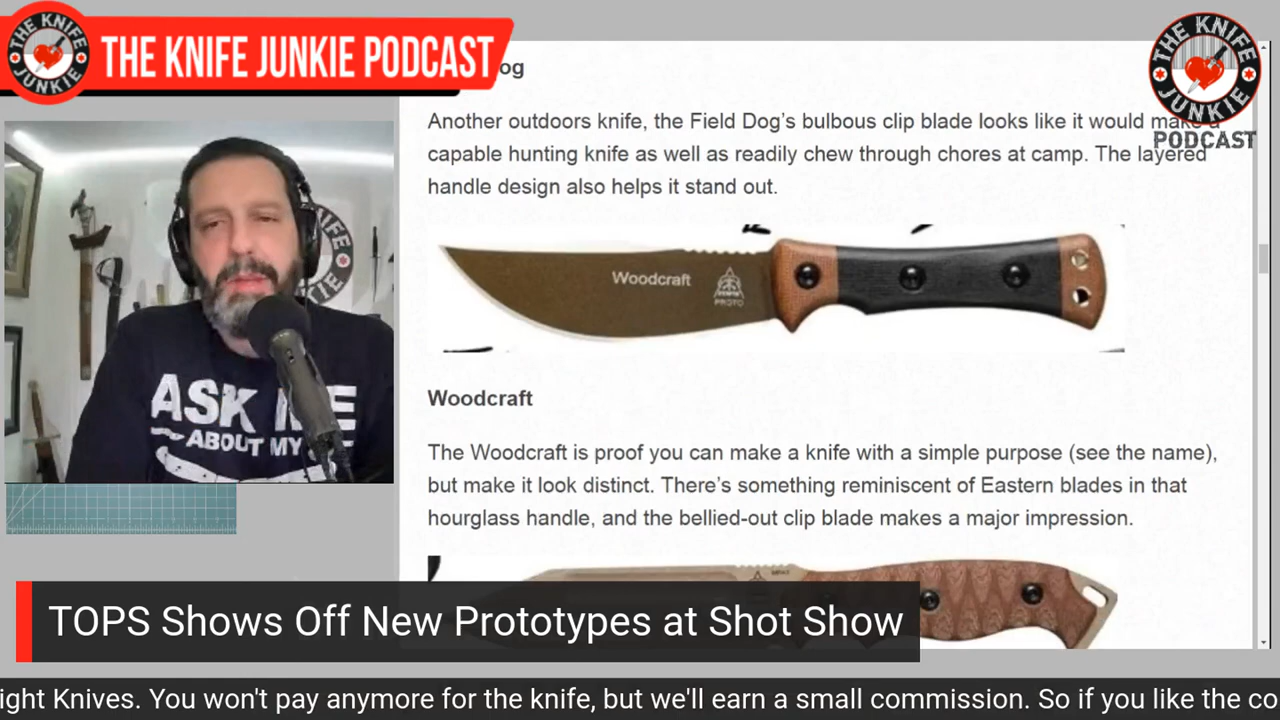 THE KNIFE JUNKIE PODCAST
THE KNIFE
JUNKIE
THE KNIFE
JUNKIE
PODCAST
og
Another outdoors knife, the Field Dog's bulbous clip blade looks like it would make a
capable hunting knife as well as readily chew through chores at camp. The layered
handle design also helps it stand out.
Woodcraft
PROTO
KNIFE
ASK ME
ABOUT MY
Woodcraft
The Woodcraft is proof you can make a knife with a simple purpose (see the name),
but make it look distinct. There's something reminiscent of Eastern blades in that
hourglass handle, and the bellied-out clip blade makes a major impression.
TOPS Shows Off New Prototypes at Shot Show
ight Knives. You won't pay anymore for the knife, but we'll earn a small commission. So if you like the co